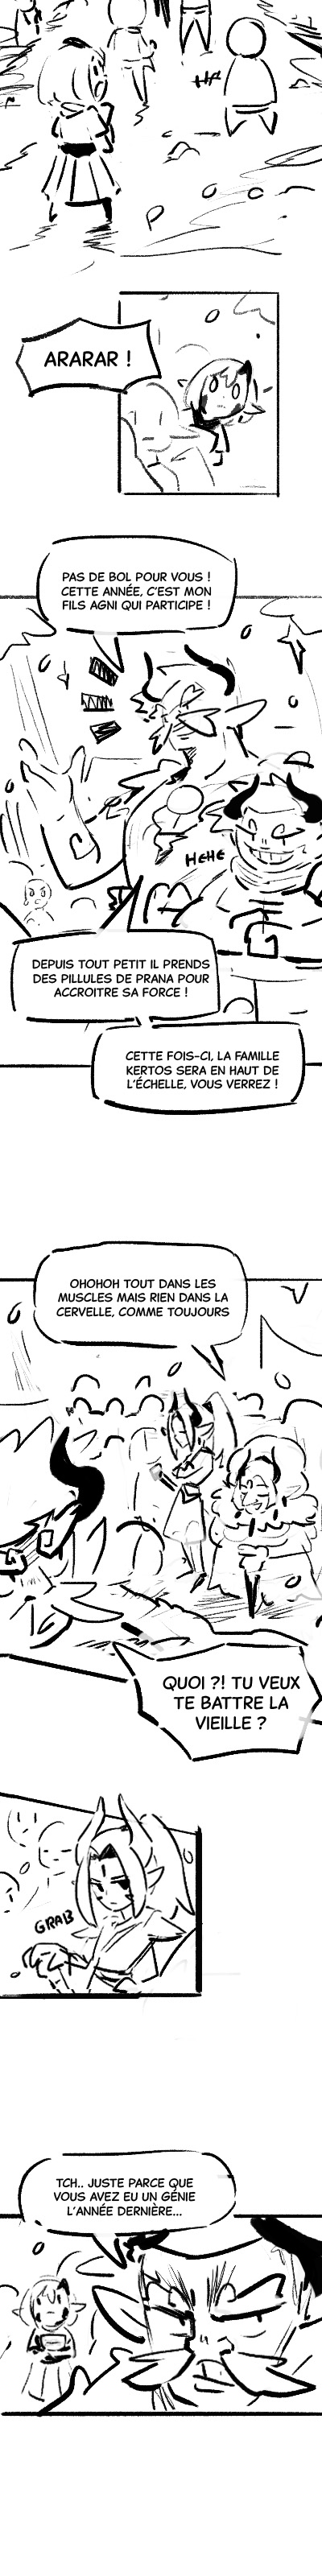 HF
ARARAR !
PAS DE BOL POUR VOUS !
CETTE ANNÉE, C'EST MON
FILS AGNI QUI PARTICIPE !
HEHE
DEPUIS TOUT PETIT IL PRENDS
DES PILLULES DE PRANA POUR
ACCROITRE SA FORCE !
CETTE FOIS-CI, LA FAMILLE
KERTOS SERA EN HAUT DE
L'ÉCHELLE, VOUS VERREZ !
OHOHOH TOUT DANS LES
MUSCLES MAIS RIEN DANS LA
CERVELLE, COMME TOUJOURS
QUOI ?! TU VEUX
TE BATTRE LA
VIEILLE ?
GRAB
TCH.. JUSTE PARCE QUE
VOUS AVEZ EU UN GÉNIE
L'ANNÉE DERNIÈRE...